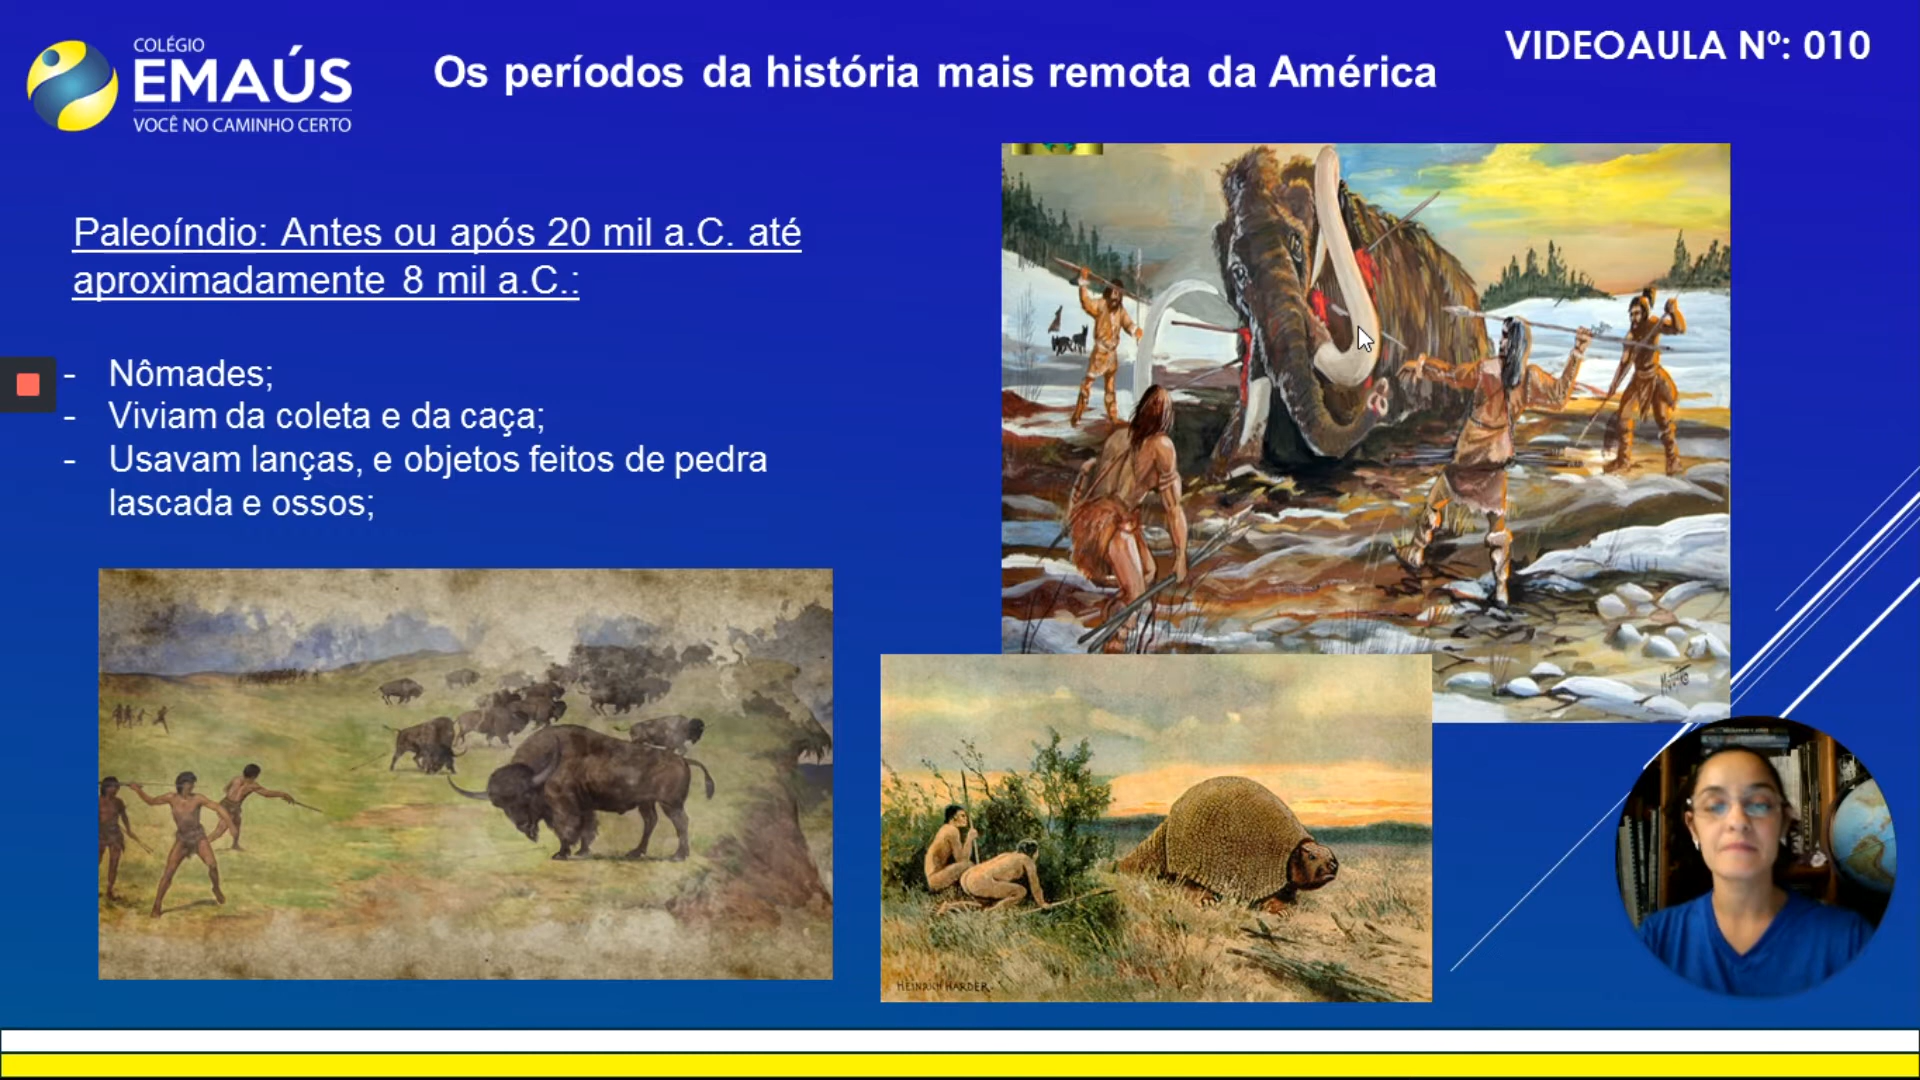 COLÉGIO
EMAÚS
VOCÊ NO CAMINHO CERTO
Os períodos da história mais remota da América
VIDEOAULA Nº: 010
Paleoíndio: Antes ou após 20 mil a.C. até
aproximadamente 8 mil a.C.:
- Nômades;
- Viviam da coleta e da caça;
- Usavam lanças, e objetos feitos de pedra
lascada e ossos;
HEINRICH HARDER